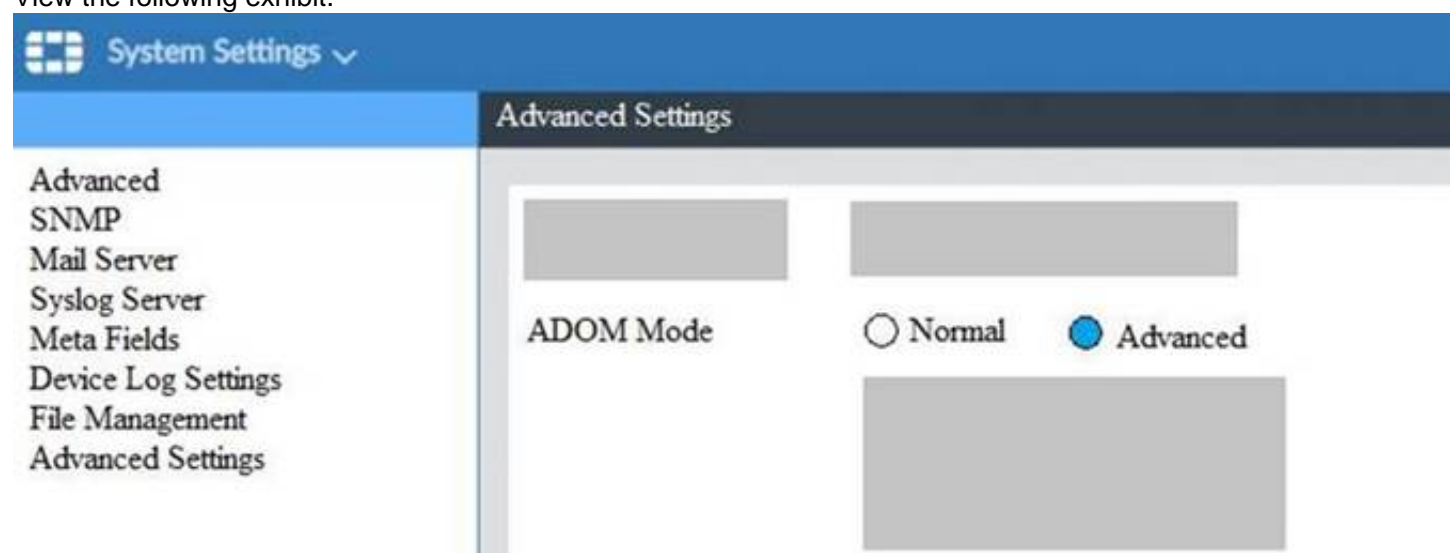 View the following exhibit:
System Settings
Advanced Settings
Advanced
SNMP
Mail Server
Syslog Server
Meta Fields
Device Log Settings
File Management
Advanced Settings
ADOM Mode
Normal
Advanced